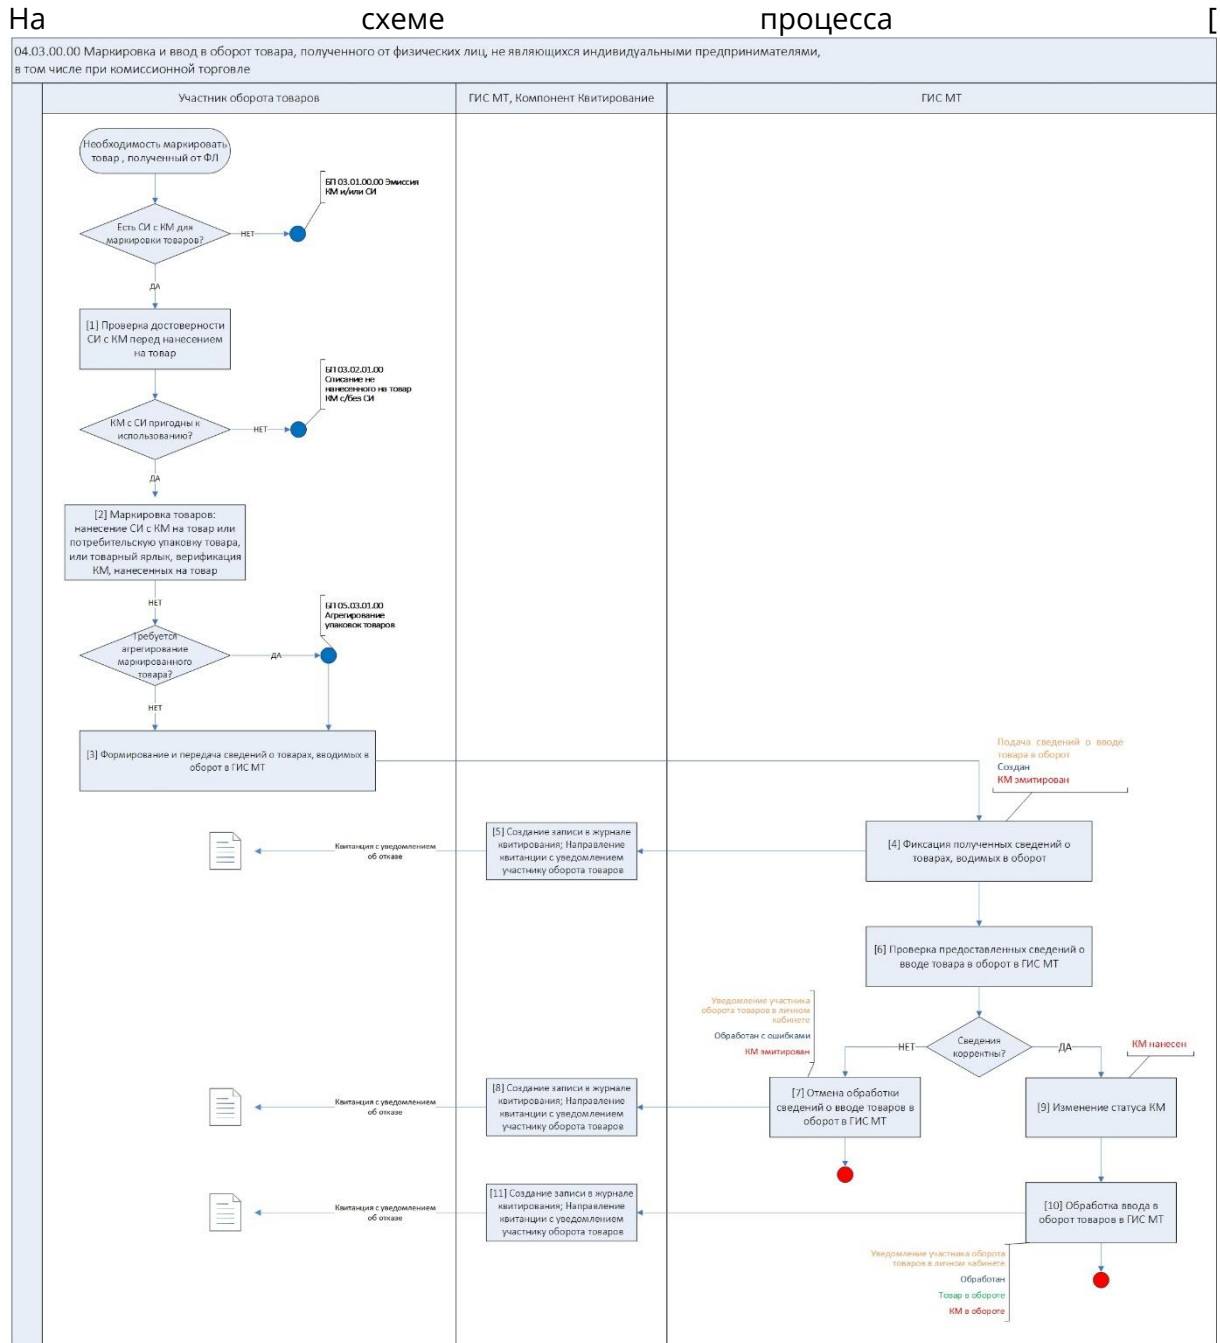 На схеме процесса [
04.03.00.00 Маркировка и ввод в оборот товара, полученного от физических лиц, не являющихся индивидуальными предпринимателями,
в том числе при комиссионной торговле
Участник оборота товаров
ГИС МТ, Компонент Квитирование
ГИС МТ
Необходимость маркировать
товар , полученный от ФЛ
БП 03.01.00.00 Эмиссия
КМ и/или СИ
Есть СИ с КМ для
маркировки товаров?
НЕТ
ДА
[1] Проверка достоверности
СИ с КМ перед нанесением
на товар
БП 03.02.01.00
Списание не
нанесенного на товар
КМ с/без СИ
КМ с СИ пригодны к
использованию?
НЕТ
ДА
[2] Маркировка товаров:
нанесение СИ с КМ на товар или
потребительскую упаковку товара,
или товарный ярлык, верификация
КМ, нанесенных на товар
НЕТ
БП 05.03.01.00
Агрегирование
упаковок товаров
Требуется
агрегирование
маркированного
товара?
ДА
НЕТ
[3] Формирование и передача сведений о товарах, вводимых в
оборот в ГИС МТ
Подача сведений о вводе
товара в оборот
Создан
КМ эмитирован
[4] Фиксация полученных сведений о
товарах, водимых в оборот
[5] Создание записи в журнале
квитирования; Направление
квитанции с уведомлением
участнику оборота товаров
Квитанция с уведомлением
об отказе
[6] Проверка предоставленных сведений о
вводе товара в оборот в ГИС МТ
Уведомление участника
оборота товаров в личном
кабинете
Обработан с ошибками
КМ эмитирован
Сведения
корректны?
НЕТ
ДА
КМ нанесен
[7] Отмена обработки
сведений о вводе товаров в
оборот в ГИС МТ
[8] Создание записи в журнале
квитирования; Направление
квитанции с уведомлением
участнику оборота товаров
Квитанция с уведомлением
об отказе
[9] Изменение статуса КМ
[10] Обработка ввода в
оборот товаров в ГИС МТ
[11] Создание записи в журнале
квитирования; Направление
квитанции с уведомлением
участнику оборота товаров
Квитанция с уведомлением
об отказе
Уведомление участника оборота
товаров в личном кабинете
Обработан
Товар в обороте
КМ в обороте